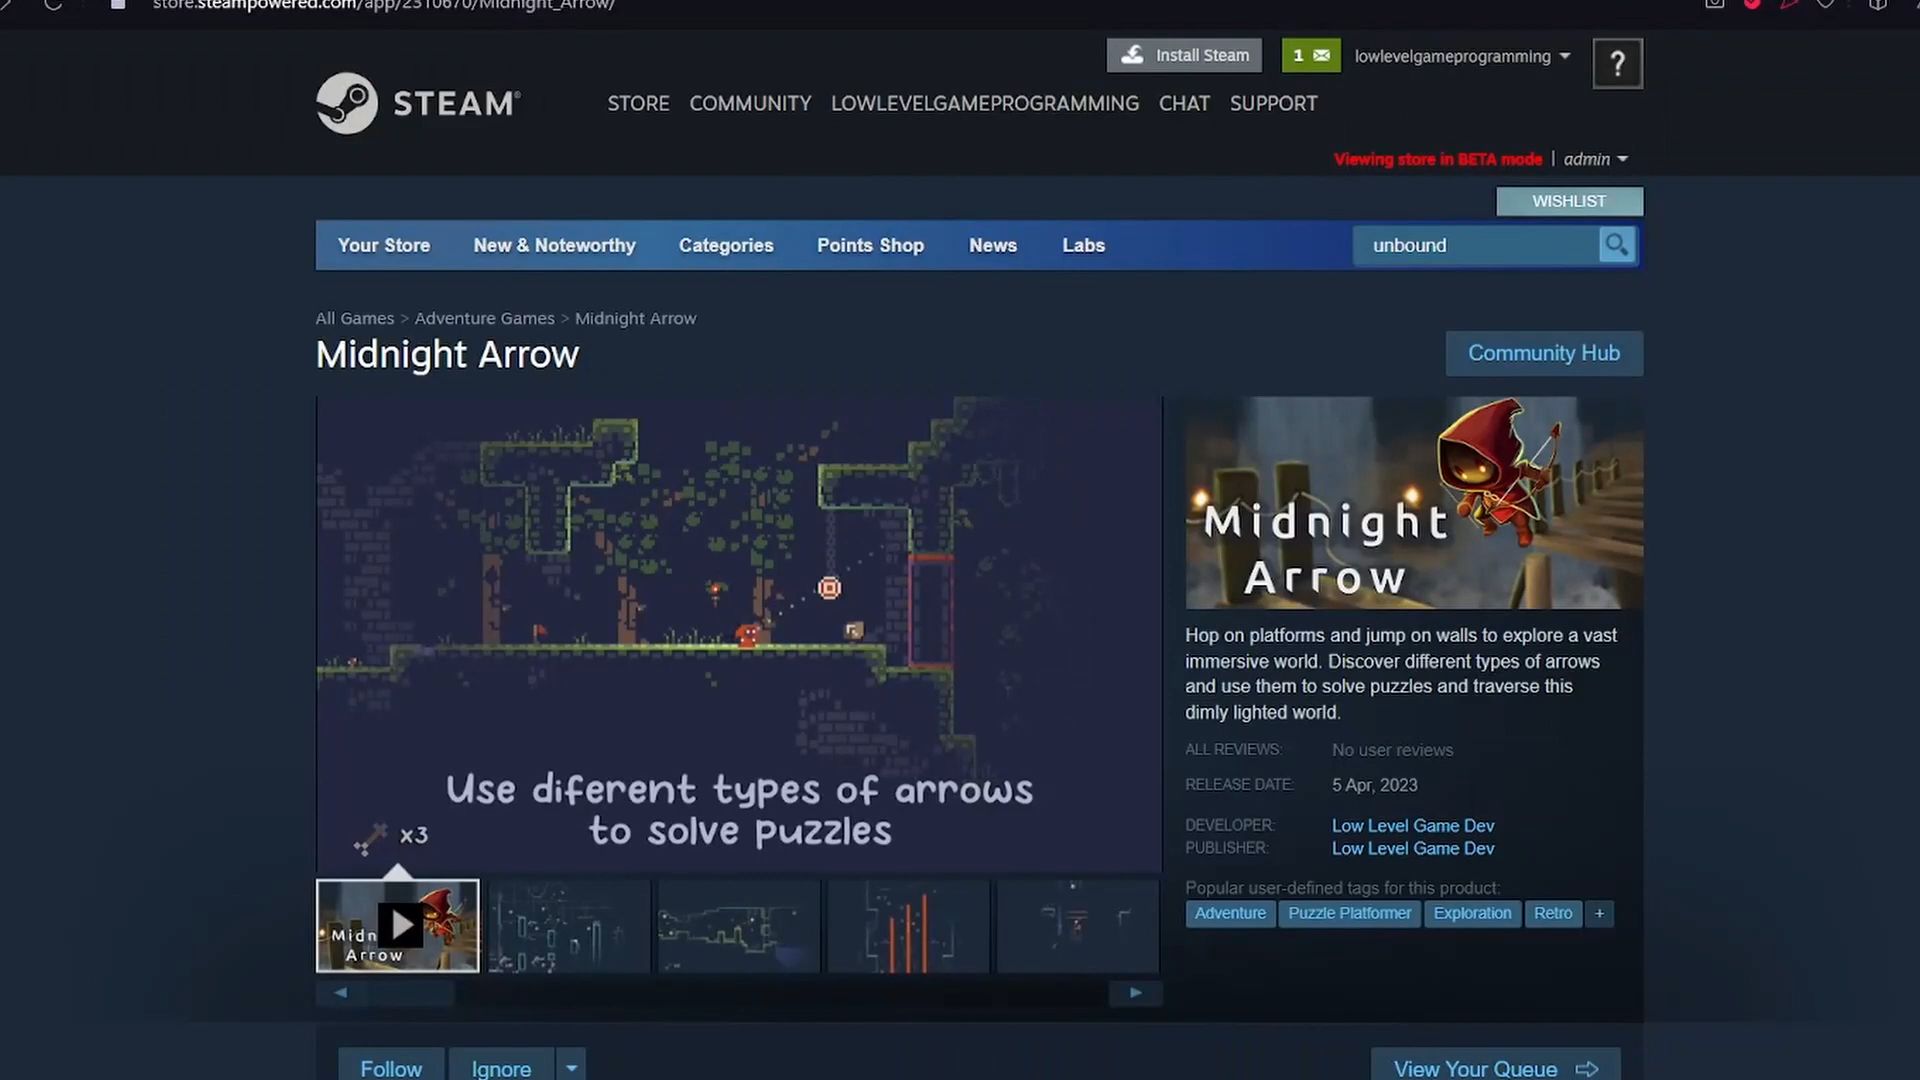 store.steampowered.com/app/2310670/Midnight_Arrow/
Install Steam
1
lowlevelgameprogramming
?
STEAM®
STORE
COMMUNITY
LOWLEVELGAMEPROGRAMMING
CHAT
SUPPORT
Viewing store in BETA mode | admin
WISHLIST
Your Store
New & Noteworthy
Categories
Points Shop
News
Labs
unbound
All Games > Adventure Games > Midnight Arrow
Midnight Arrow
Community Hub
Use diferent types of arrows
to solve puzzles
x3
Midn
Arrow
Midnight
Arrow
Hop on platforms and jump on walls to explore a vast
immersive world. Discover different types of arrows
and use them to solve puzzles and traverse this
dimly lighted world.
ALL REVIEWS: No user reviews
RELEASE DATE: 5 Apr, 2023
DEVELOPER: Low Level Game Dev
PUBLISHER: Low Level Game Dev
Popular user-defined tags for this product:
Adventure
Puzzle Platformer
Exploration
Retro
+
Follow
Ignore
View Your Queue